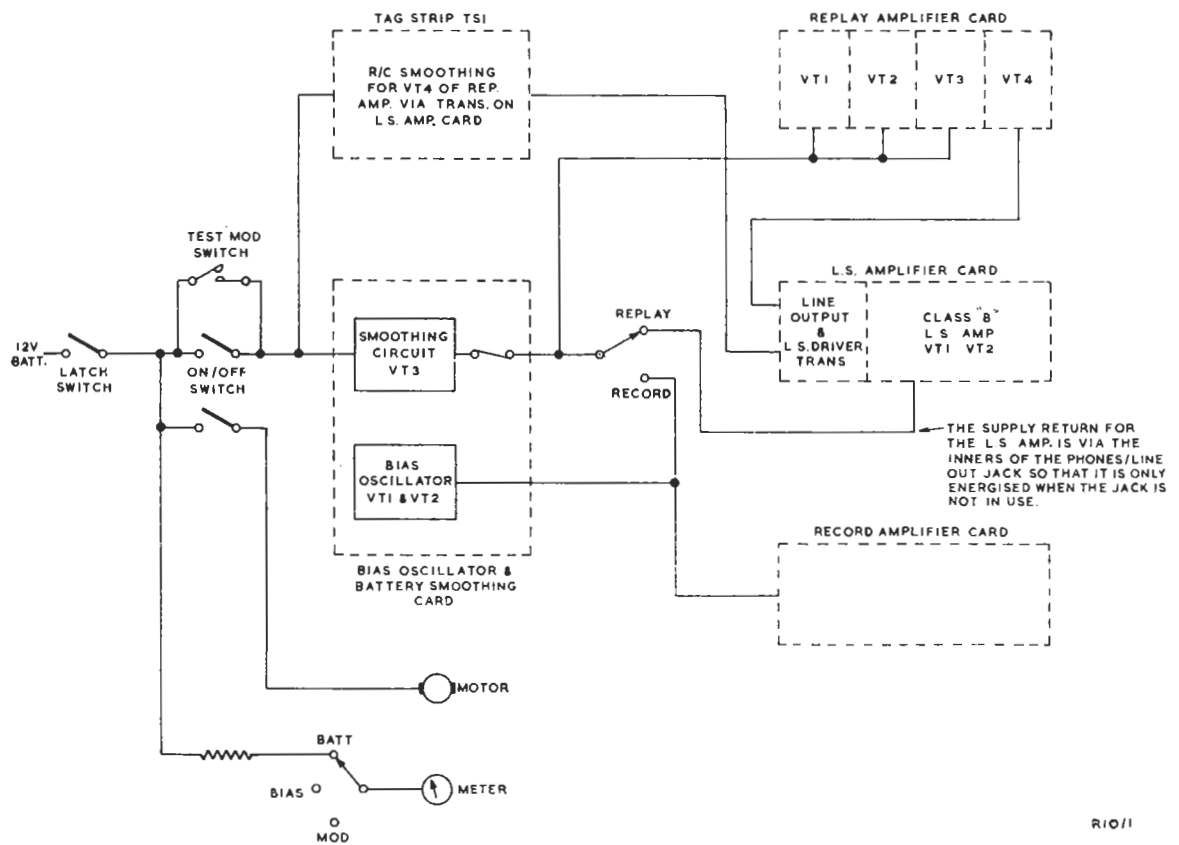 TAG STRIP TS1
R/C SMOOTHING
FOR VT4 OF REP.
AMP. VIA TRANS. ON
L.S. AMP. CARD
REPLAY AMPLIFIER CARD
VT1 VT2 VT3 VT4
TEST MOD
SWITCH
12V
BATT.
LATCH
SWITCH
ON/OFF
SWITCH
SMOOTHING
CIRCUIT
VT3
BIAS
OSCILLATOR
VT1 & VT2
BIAS OSCILLATOR &
BATTERY SMOOTHING
CARD
REPLAY
RECORD
L.S. AMPLIFIER CARD
LINE
OUTPUT
&
L.S. DRIVER
TRANS
CLASS "B"
L S AMP
VT1 VT2
THE SUPPLY RETURN FOR
THE L S AMP. IS VIA THE
INNERS OF THE PHONES/LINE
OUT JACK SO THAT IT IS ONLY
ENERGISED WHEN THE JACK IS
NOT IN USE.
RECORD AMPLIFIER CARD
MOTOR
BATT
BIAS
METER
MOD
R10/1